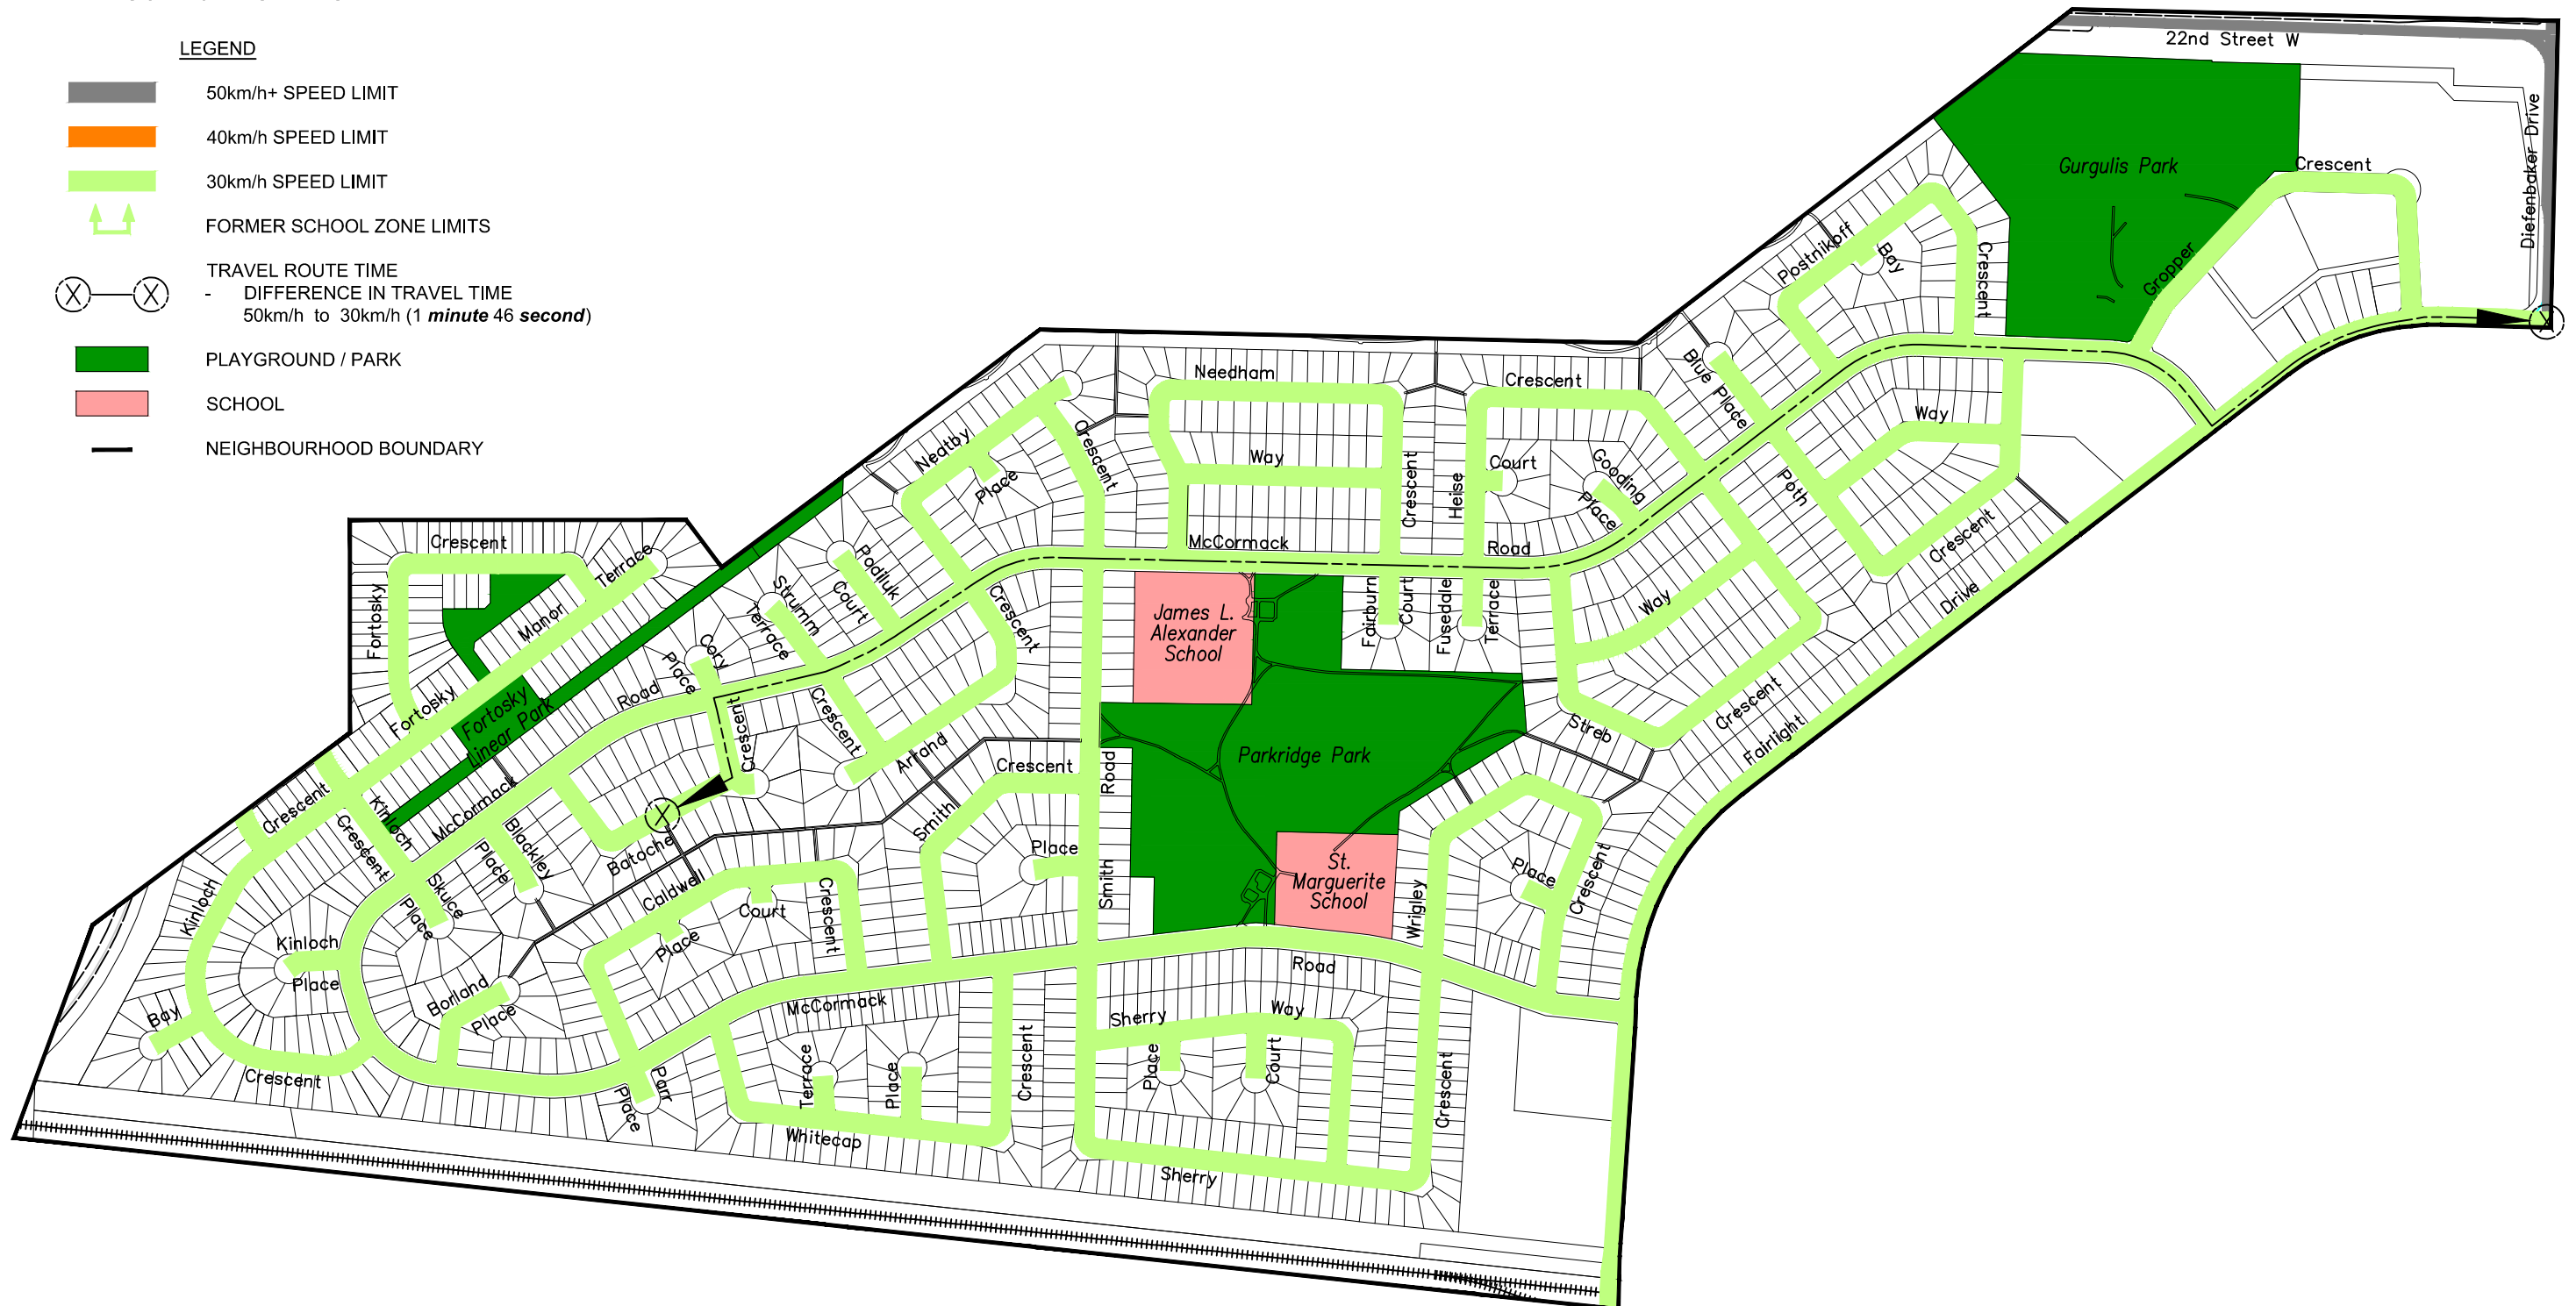 LEGEND
50km/h+ SPEED LIMIT
40km/h SPEED LIMIT
30km/h SPEED LIMIT
FORMER SCHOOL ZONE LIMITS
TRAVEL ROUTE TIME
- DIFFERENCE IN TRAVEL TIME
50km/h to 30km/h (1 minute 46 second)
X X
PLAYGROUND / PARK
SCHOOL
NEIGHBOURHOOD BOUNDARY
22nd Street W
Diefenbaker Drive
Gurgulis Park
Crescent
Gropper
X
Postnikoff
Bay
Crescent
Blue Place
Way
Poth
Crescent
Drive
Needham
Crescent
Way
Crescent
Heise
Court
Gooding
Place
McCormack
Road
Neatby
Place
Crescent
Crescent
Fortosky
Manor
Terrace
Fortosky
Fortosky
Linear Park
Podiluk
Court
Strumm
Terrace
Cory
Place
Road
Crescent
Crescent
Crescent
Arrand
James L.
Alexander
School
Fairburn
Court
Fusedale
Terrace
Way
Streb
Crescent
Fairlight
Parkridge Park
Crescent
Kinloch
Crescent
McCormack
Blackley
Place
Skuce
Place
X
Batoche
Smith
Crescent
Road
Place
Smith
St.
Marguerite
School
Wrigley
Place
Crescent
Kinloch
Kinloch
Place
Caldwell
Court
Place
Crescent
Borland
Place
Bay
Crescent
McCormack
Road
Sherry
Way
Place
Court
Crescent
Parr
Place
Terrace
Place
Crescent
Whitecap
Sherry